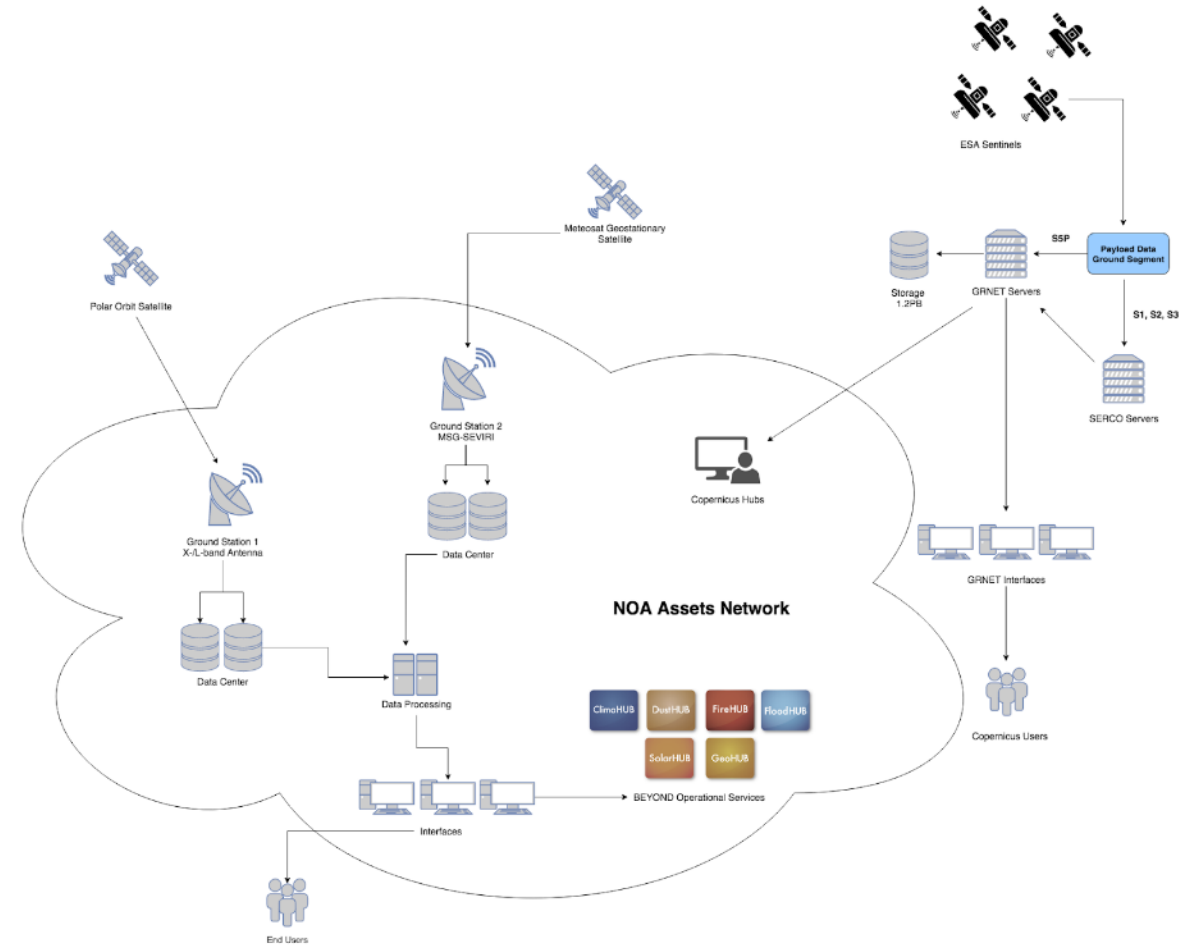 ESA Sentinels
Meteosat Geostationary
Satellite
S5P
Payload Data
Ground Segment
Storage
1.2PB
GRNET Servers
Polar Orbit Satellite
S1, S2, S3
SERCO Servers
Ground Station 2
MSG-SEVIRI
Copernicus Hubs
Ground Station 1
X-/L-band Antenna
Data Center
GRNET Interfaces
NOA Assets Network
Data Center
Data Processing
ClimaHUB
DustHUB
FireHUB
FloodHUB
Copernicus Users
SolarHUB
GeoHUB
BEYOND Operational Services
Interfaces
End Users